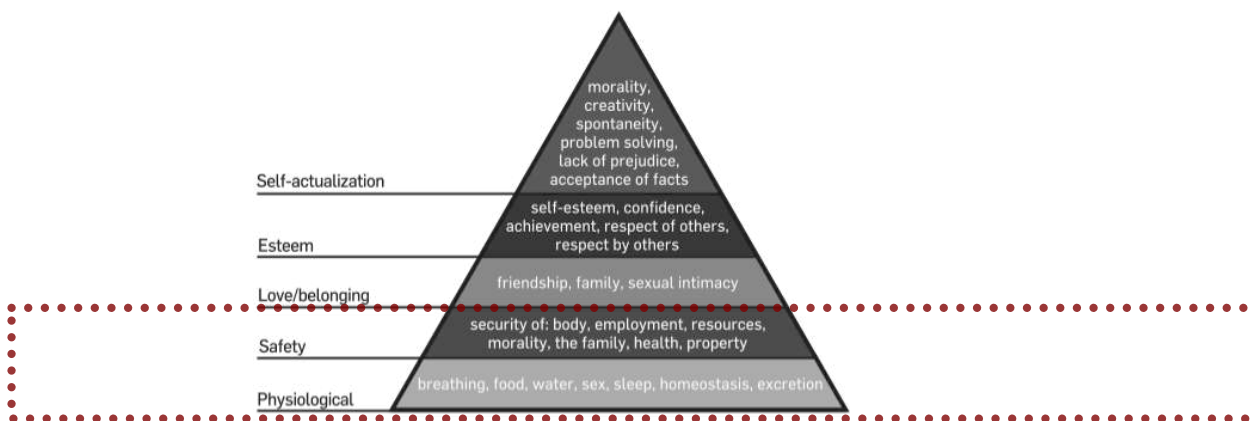 morality,
creativity,
spontaneity,
problem solving,
lack of prejudice,
acceptance of facts
Self-actualization
self-esteem, confidence,
achievement, respect of others,
respect by others
Esteem
friendship, family, sexual intimacy
Love/belonging
security of: body, employment, resources,
morality, the family, health, property
Safety
breathing, food, water, sex, sleep, homeostasis, excretion
Physiological